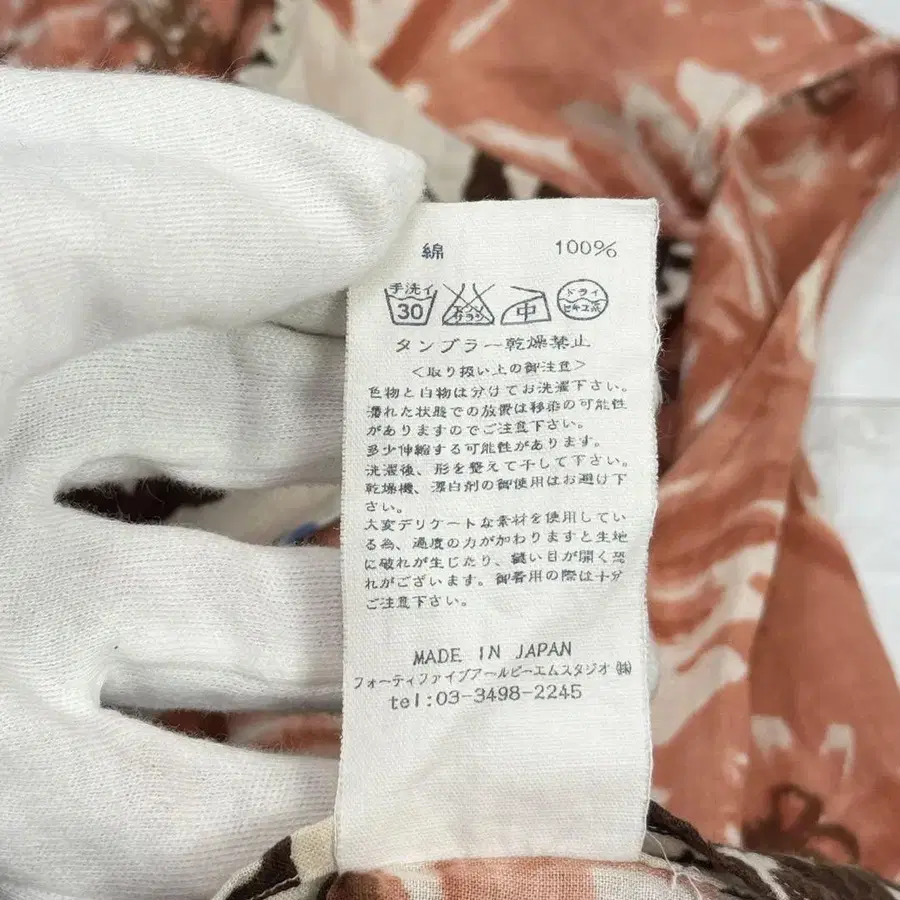 綿 100%
手洗イ 30 エンソ サラシ 中 ドライ セキユ系
タンブラー乾燥禁止
〈取り扱い上の御注意〉
色物と白物は分けてお洗濯下さい。
濡れた状態での放置は移染の可能性
がありますのでご注意下さい。
多少伸縮する可能性があります。
洗濯後、形を整えて干して下さい。
乾燥機、漂白剤の御使用はお避け下
さい。
大変デリケートな素材を使用してい
る為、過度の力が加わりますと生地
に破れが生じたり、縫い目が開く恐
れがございます。御着用の際は十分
ご注意下さい。
MADE IN JAPAN
フォーティファイブアールピーエムスタジオ㈱
tel:03-3498-2245